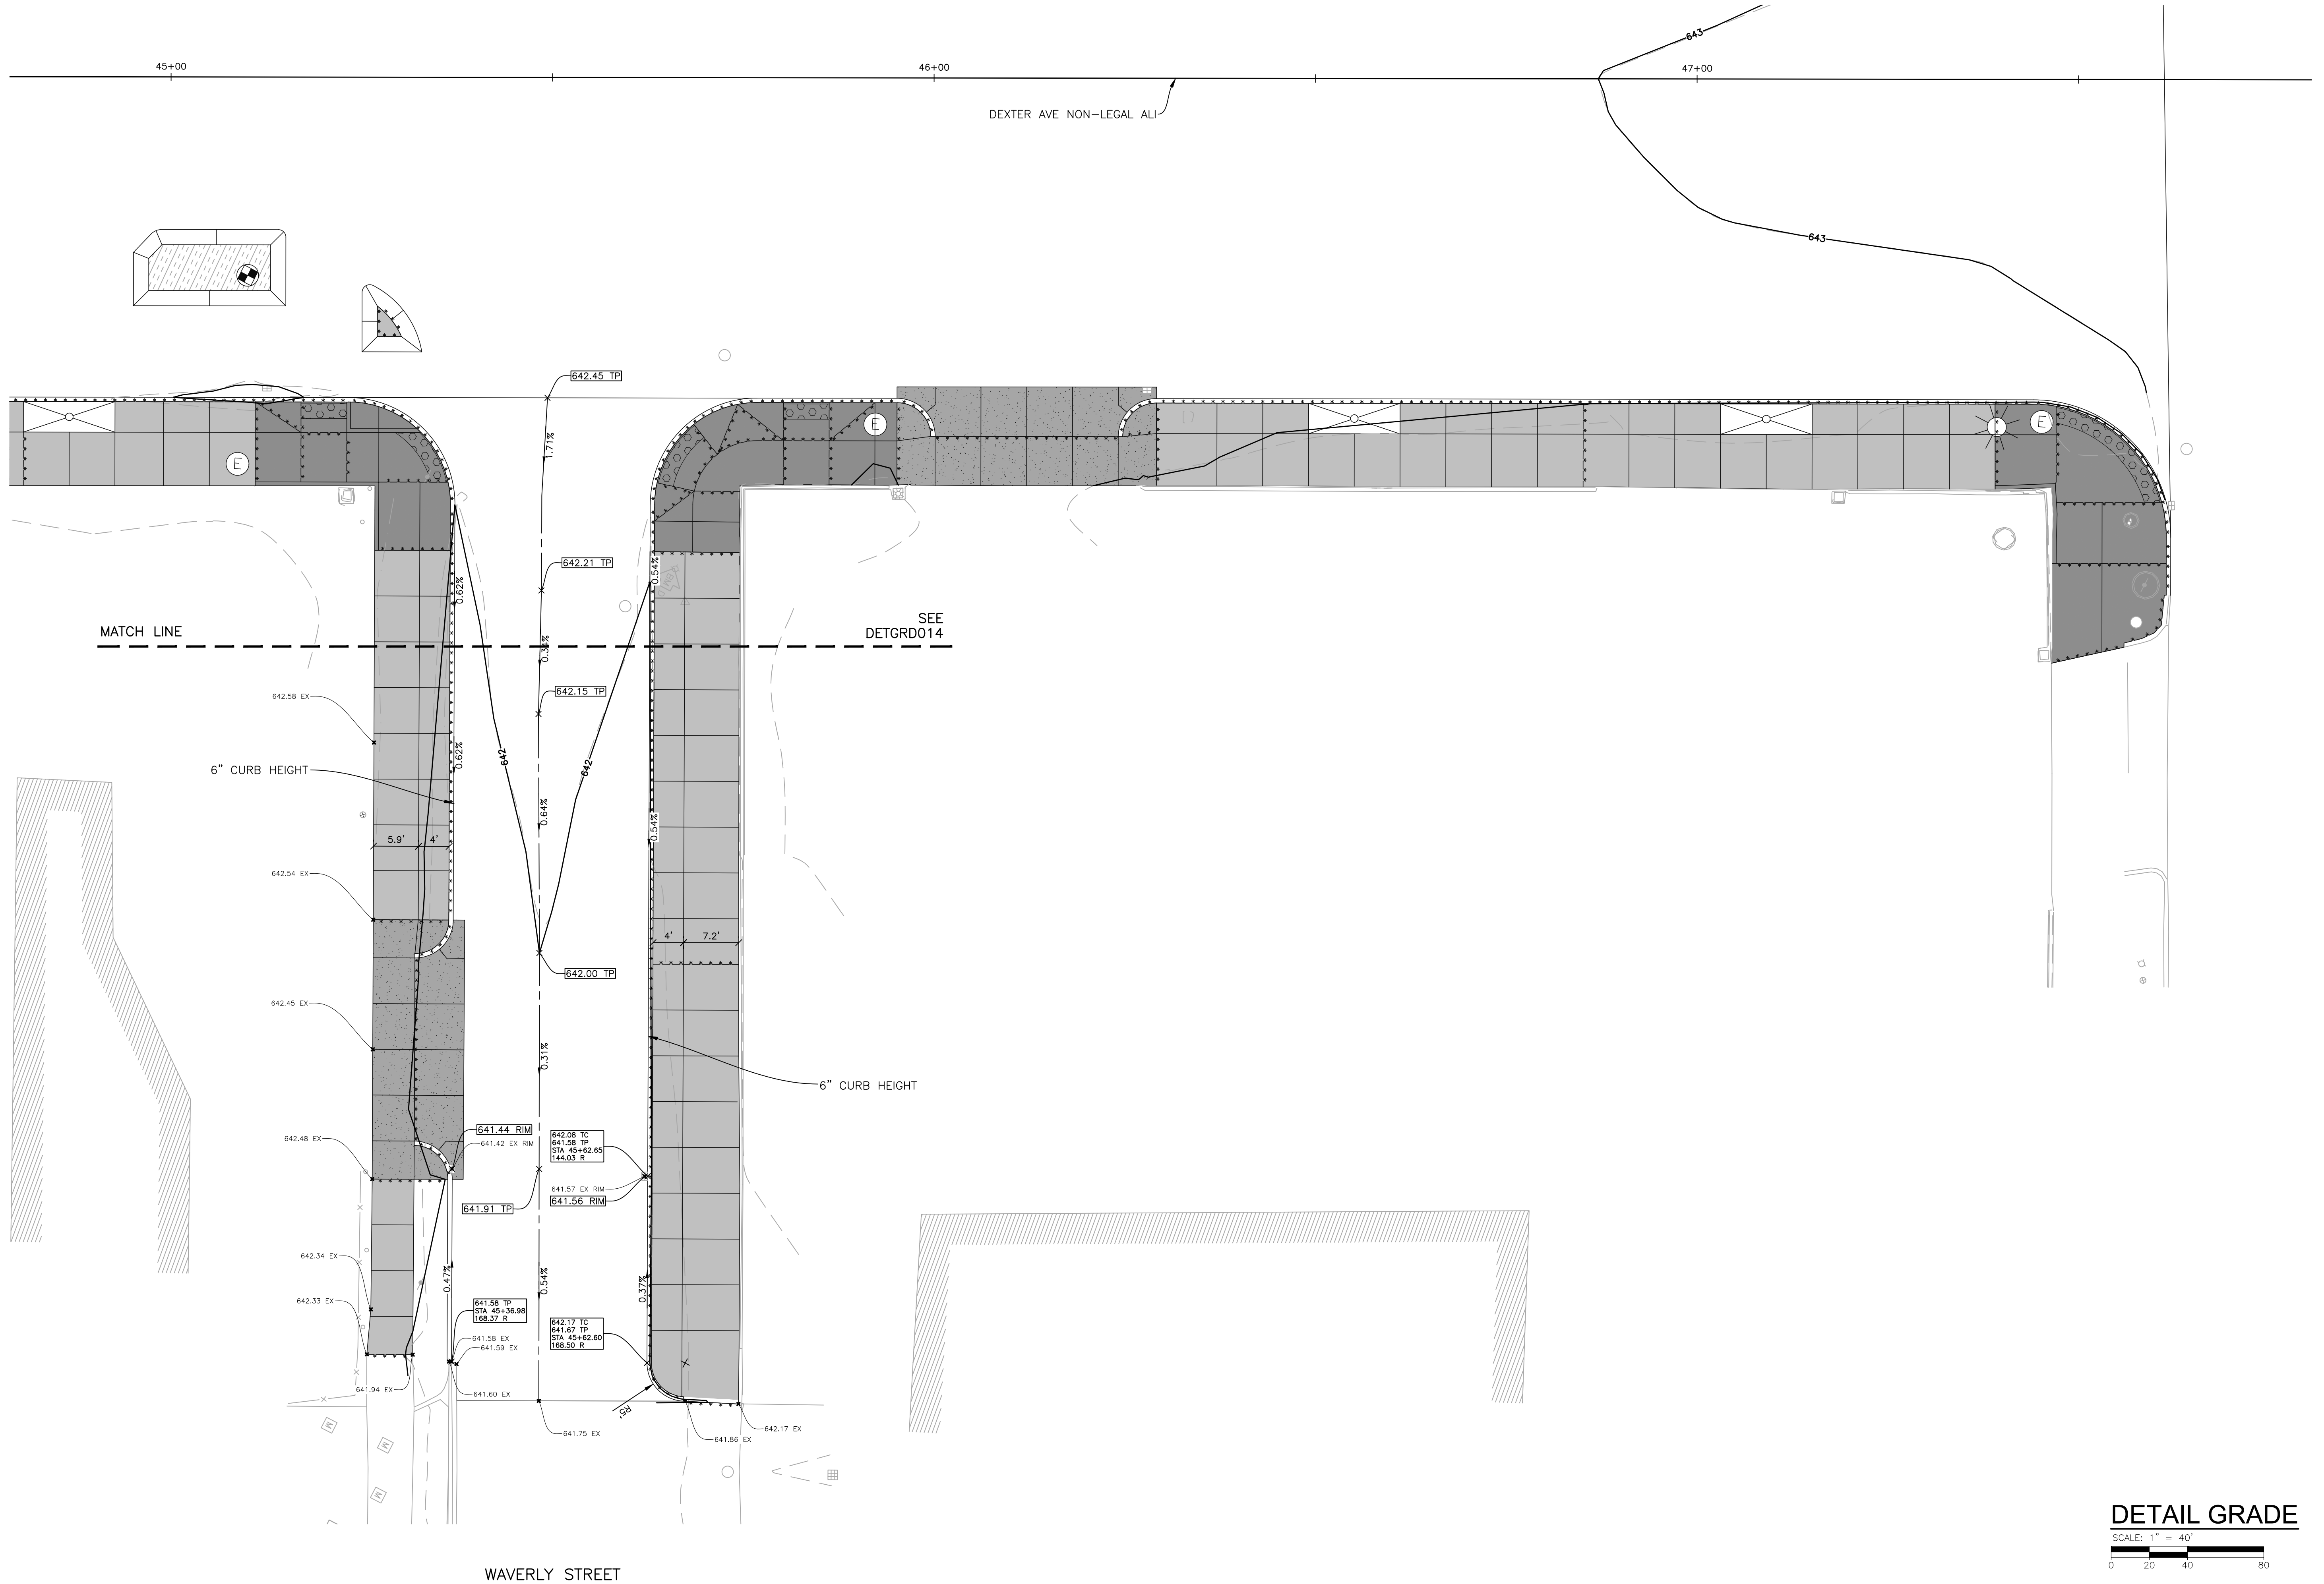 643
45+00
46+00
47+00
DEXTER AVE NON-LEGAL ALI
643
642.45 TP
1.71%
E
E
E
642.21 TP
0.62%
0.54%
MATCH LINE
SEE
DETGRD014
642.15 TP
642.58 EX
0.62%
642
642
6" CURB HEIGHT
0.64%
0.54%
5.9'
4'
642.54 EX
4'
7.2'
642.00 TP
642.45 EX
0.31%
6" CURB HEIGHT
641.44 RIM
641.42 EX RIM
642.48 EX
642.08 TC
641.58 TP
STA 45+62.65
144.03 R
641.57 EX RIM
641.56 RIM
641.91 TP
642.34 EX
0.47%
0.54%
0.37%
642.33 EX
641.58 TP
STA 45+36.98
168.37 R
642.17 TC
641.67 TP
STA 45+62.60
168.50 R
641.58 EX
641.59 EX
641.94 EX
641.60 EX
R5'
641.75 EX
641.86 EX
642.17 EX
M
M
M
WAVERLY STREET
DETAIL GRADE
SCALE: 1" = 40'
0 20 40 80